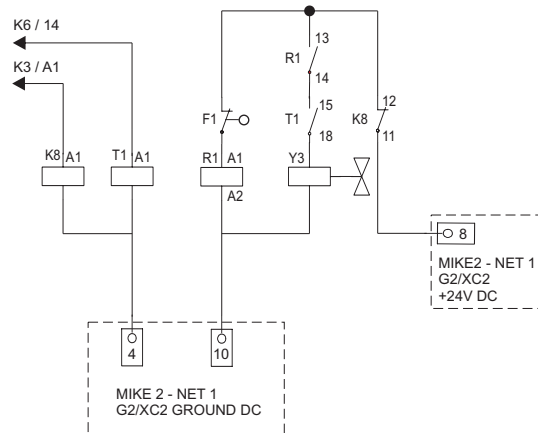 K6 / 14
K3 / A1
13
R1
14
12
F1
T1
15
K8
18
11
K8 A1
T1 A1
R1 A1
Y3
A2
8
MIKE2 - NET 1
G2/XC2
+24V DC
4
10
MIKE 2 - NET 1
G2/XC2 GROUND DC